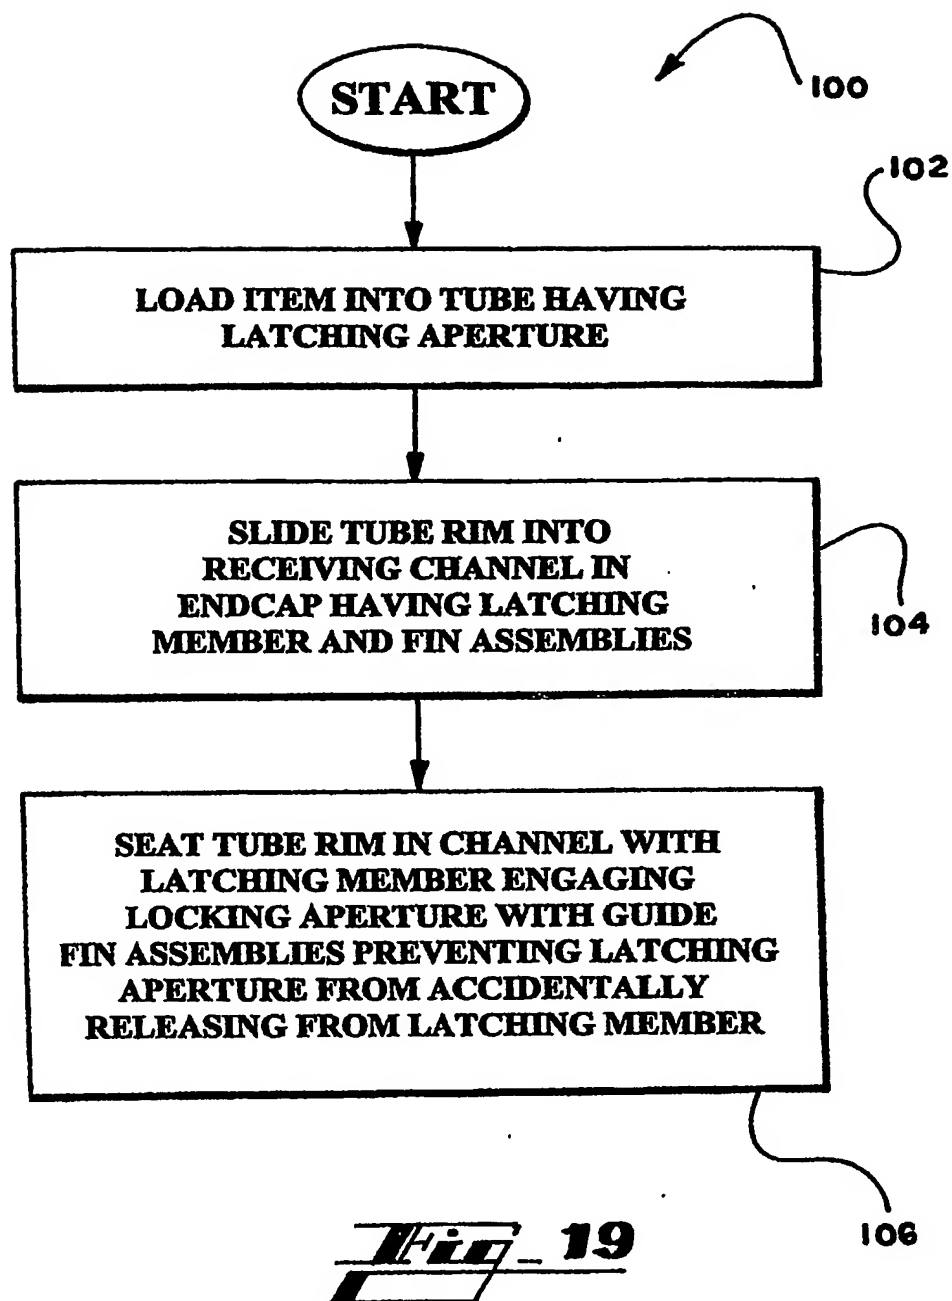 START
100
102
LOAD ITEM INTO TUBE HAVING
LATCHING APERTURE
SLIDE TUBE RIM INTO
RECEIVING CHANNEL IN
ENDCAP HAVING LATCHING
MEMBER AND FIN ASSEMBLIES
104
SEAT TUBE RIM IN CHANNEL WITH
LATCHING MEMBER ENGAGING
LOCKING APERTURE WITH GUIDE
FIN ASSEMBLIES PREVENTING LATCHING
APERTURE FROM ACCIDENTALLY
RELEASING FROM LATCHING MEMBER
106
Fig_19